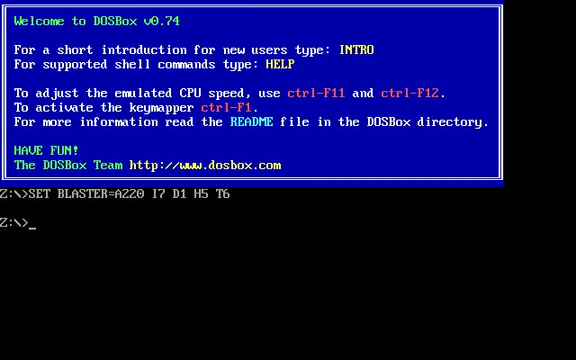 Welcome to DOSBox v0.74
For a short introduction for new users type: INTRO
For supported shell commands type: HELP
To adjust the emulated CPU speed, use ctrl-F11 and ctrl-F12.
To activate the keymapper ctrl-F1.
For more information read the README file in the DOSBox directory.
HAVE FUN!
The DOSBox Team http://www.dosbox.com
Z:\>SET BLASTER=A220 I7 D1 H5 T6
Z:\>_